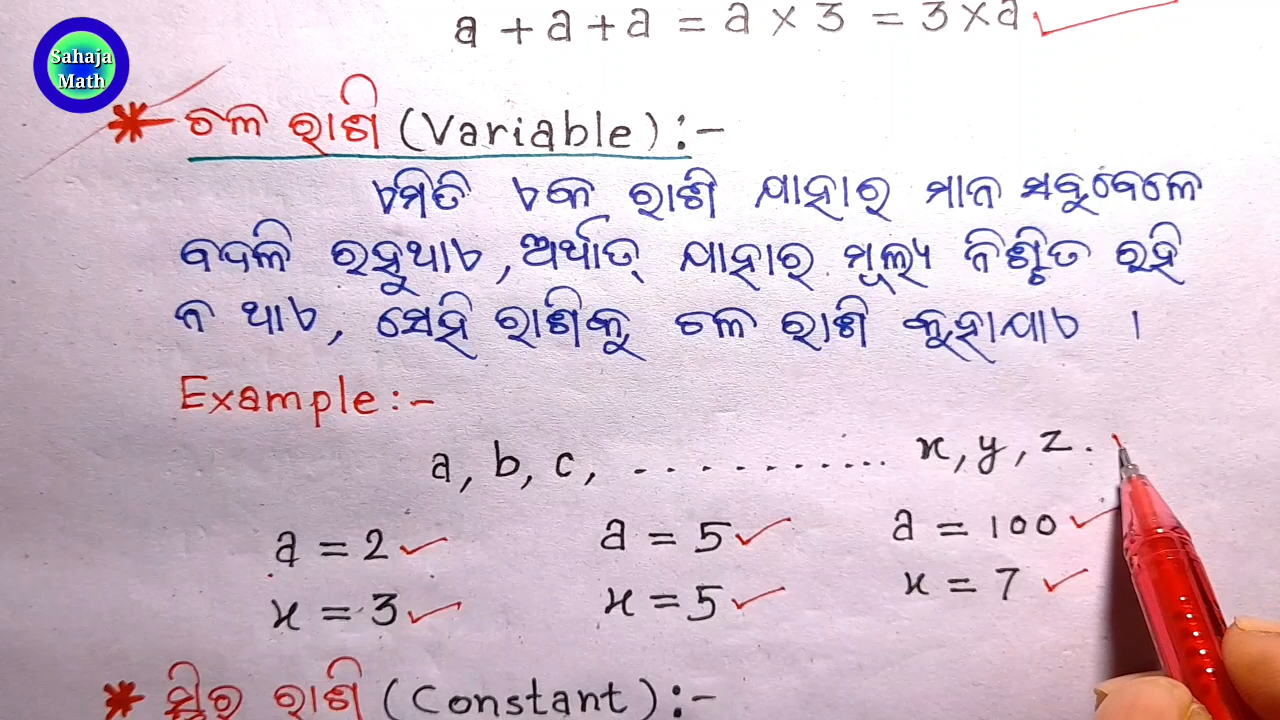 Sahaja
Math
a + a + a = a × 3 = 3 × a
* ଚଳ ରାଶି (Variable) :-
ଏମିତି ଏକ ରାଶି ଯାହାର ମାନ ସବୁବେଳେ
ବଦଳି ରହୁଥାଏ, ଅର୍ଥାତ୍ ଯାହାର ମୂଲ୍ୟ ନିଶ୍ଚିତ ରହି
ନ ଥାଏ, ସେହି ରାଶିକୁ ଚଳ ରାଶି କୁହାଯାଏ ।
Example :-
a, b, c, ........... x, y, z.
a = 2 ✓ a = 5 ✓ a = 100 ✓
x = 3 ✓ x = 5 ✓ x = 7 ✓
* ସ୍ଥିର ରାଶି (Constant) :-